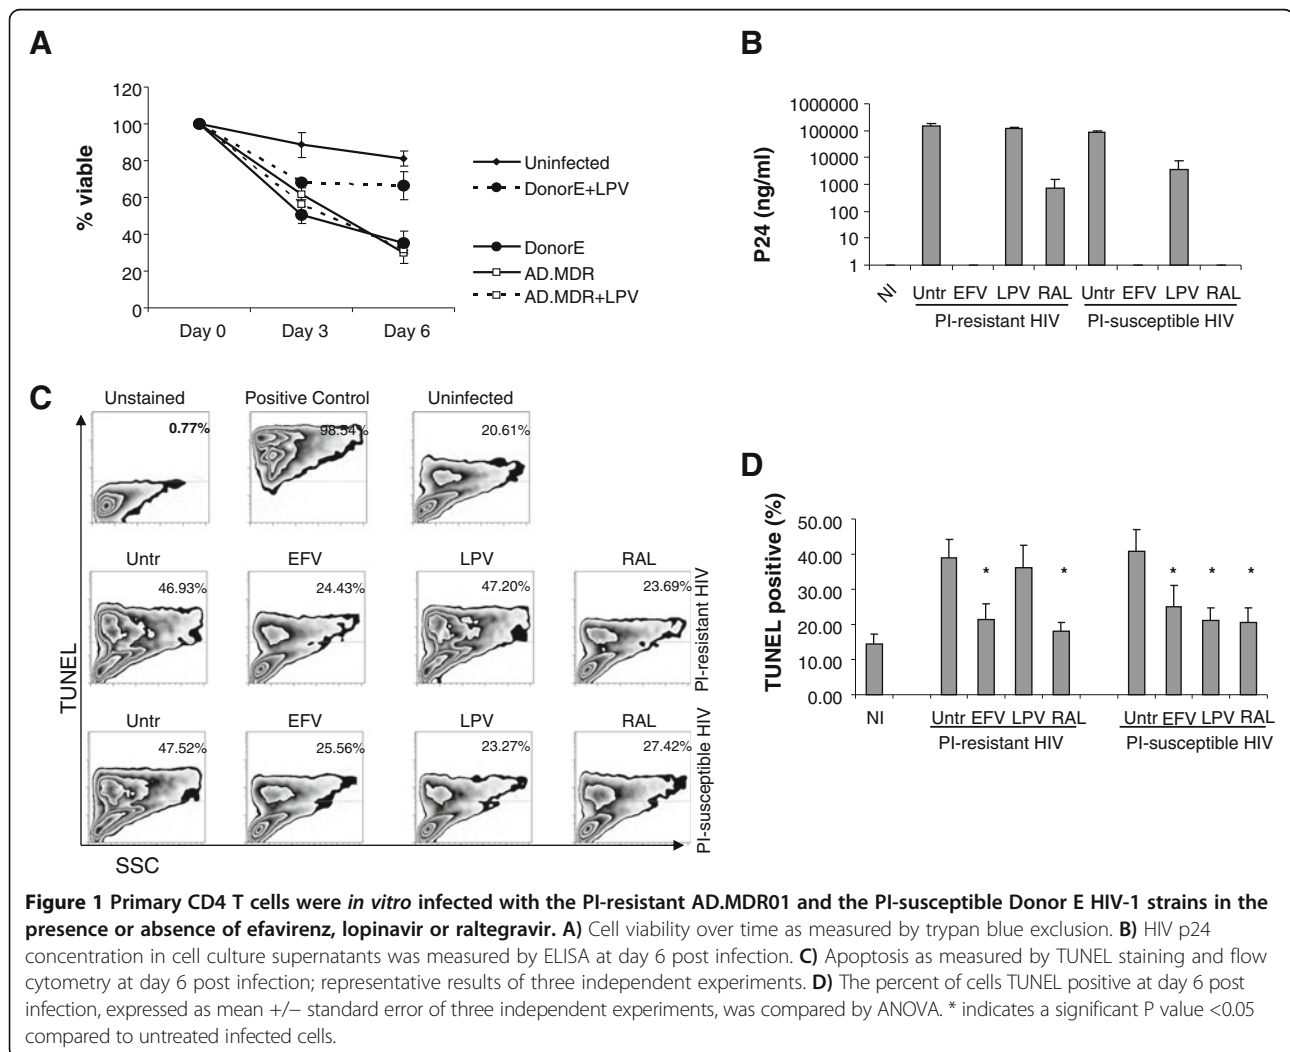 A
120
100
80
60
40
20
0
% viable
Day 0 Day 3 Day 6
Uninfected
DonorE+LPV
DonorE
AD.MDR
AD.MDR+LPV
B
1000000
100000
10000
1000
100
10
1
P24 (ng/ml)
NI
Untr EFV LPV RAL Untr EFV LPV RAL
PI-resistant HIV PI-susceptible HIV
C
Unstained Positive Control Uninfected
0.77% 98.54% 20.61%
Untr EFV LPV RAL
46.93% 24.43% 47.20% 23.69%
PI-resistant HIV
Untr EFV LPV RAL
47.52% 25.56% 23.27% 27.42%
PI-susceptible HIV
TUNEL
SSC
D
50.00
40.00
30.00
20.00
10.00
0.00
TUNEL positive (%)
* * * * *
NI Untr EFV LPV RAL Untr EFV LPV RAL
PI-resistant HIV PI-susceptible HIV
Figure 1 Primary CD4 T cells were in vitro infected with the PI-resistant AD.MDR01 and the PI-susceptible Donor E HIV-1 strains in the
presence or absence of efavirenz, lopinavir or raltegravir. A) Cell viability over time as measured by trypan blue exclusion. B) HIV p24
concentration in cell culture supernatants was measured by ELISA at day 6 post infection. C) Apoptosis as measured by TUNEL staining and flow
cytometry at day 6 post infection; representative results of three independent experiments. D) The percent of cells TUNEL positive at day 6 post
infection, expressed as mean +/− standard error of three independent experiments, was compared by ANOVA. * indicates a significant P value <0.05
compared to untreated infected cells.